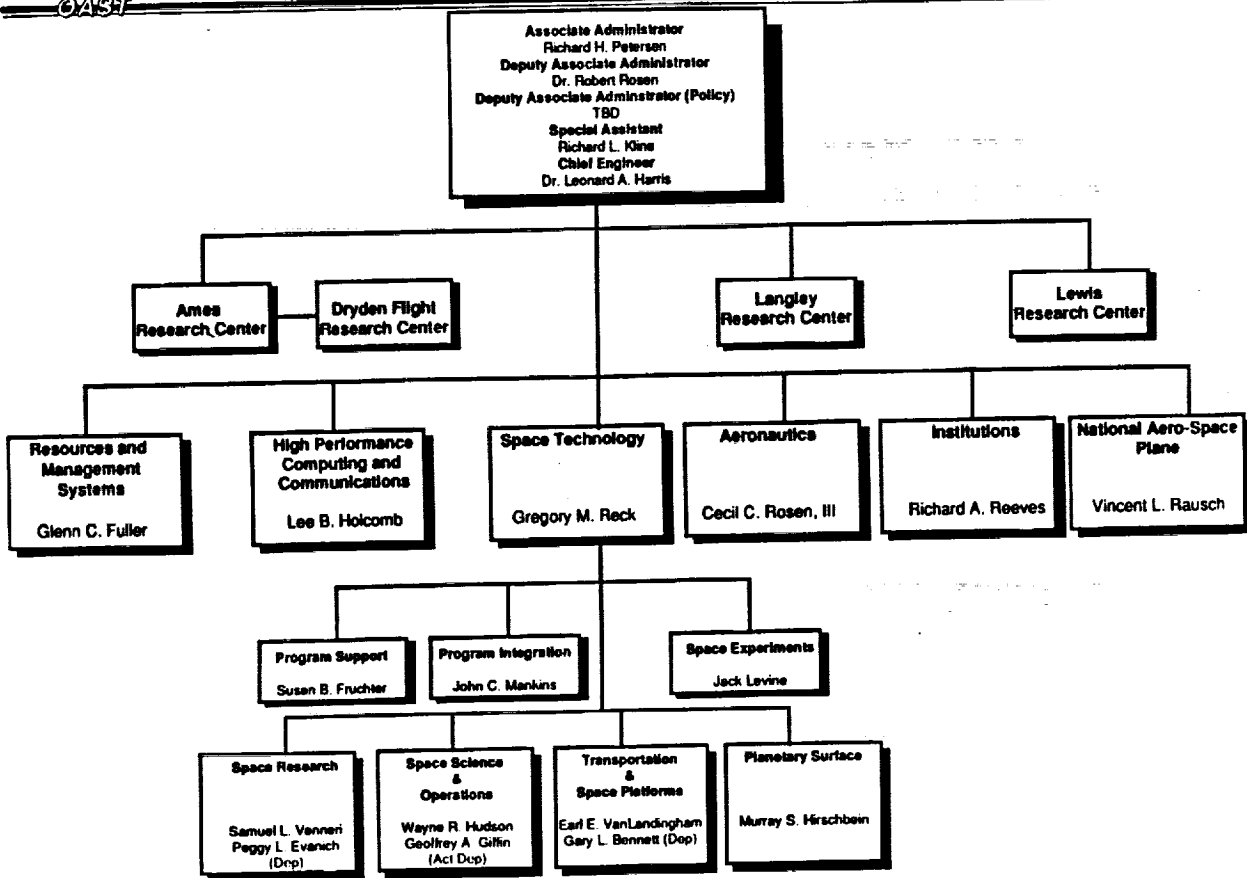 OAST
Associate Administrator
Richard H. Petersen
Deputy Associate Administrator
Dr. Robert Rosen
Deputy Associate Adminstrator (Policy)
TBD
Special Assistant
Richard L. Kline
Chief Engineer
Dr. Leonard A. Harris
Ames
Research Center
Dryden Flight
Research Center
Langley
Research Center
Lewis
Research Center
Resources and
Management
Systems
Glenn C. Fuller
High Performance
Computing and
Communications
Lee B. Holcomb
Space Technology
Gregory M. Reck
Aeronautics
Cecil C. Rosen, III
Institutions
Richard A. Reeves
National Aero-Space
Plane
Vincent L. Rausch
Program Support
Susan B. Fruchter
Program Integration
John C. Mankins
Space Experiments
Jack Levine
Space Research
Samuel L. Venneri
Peggy L. Evanich
(Dep)
Space Science
&
Operations
Wayne R. Hudson
Geoffrey A. Giffin
(Act Dep)
Transportation
&
Space Platforms
Earl E. VanLandingham
Gary L. Bennett (Dep)
Planetary Surface
Murray S. Hirschbein